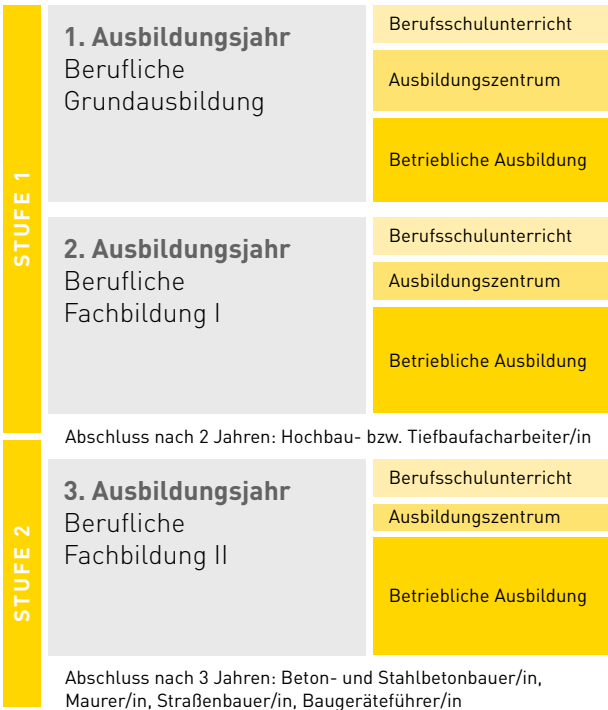 STUFE 1
1. Ausbildungsjahr
Berufliche
Grundausbildung
Berufsschulunterricht
Ausbildungszentrum
Betriebliche Ausbildung
2. Ausbildungsjahr
Berufliche
Fachbildung I
Berufsschulunterricht
Ausbildungszentrum
Betriebliche Ausbildung
Abschluss nach 2 Jahren: Hochbau- bzw. Tiefbaufacharbeiter/in
STUFE 2
3. Ausbildungsjahr
Berufliche
Fachbildung II
Berufsschulunterricht
Ausbildungszentrum
Betriebliche Ausbildung
Abschluss nach 3 Jahren: Beton- und Stahlbetonbauer/in,
Maurer/in, Straßenbauer/in, Baugeräteführer/in